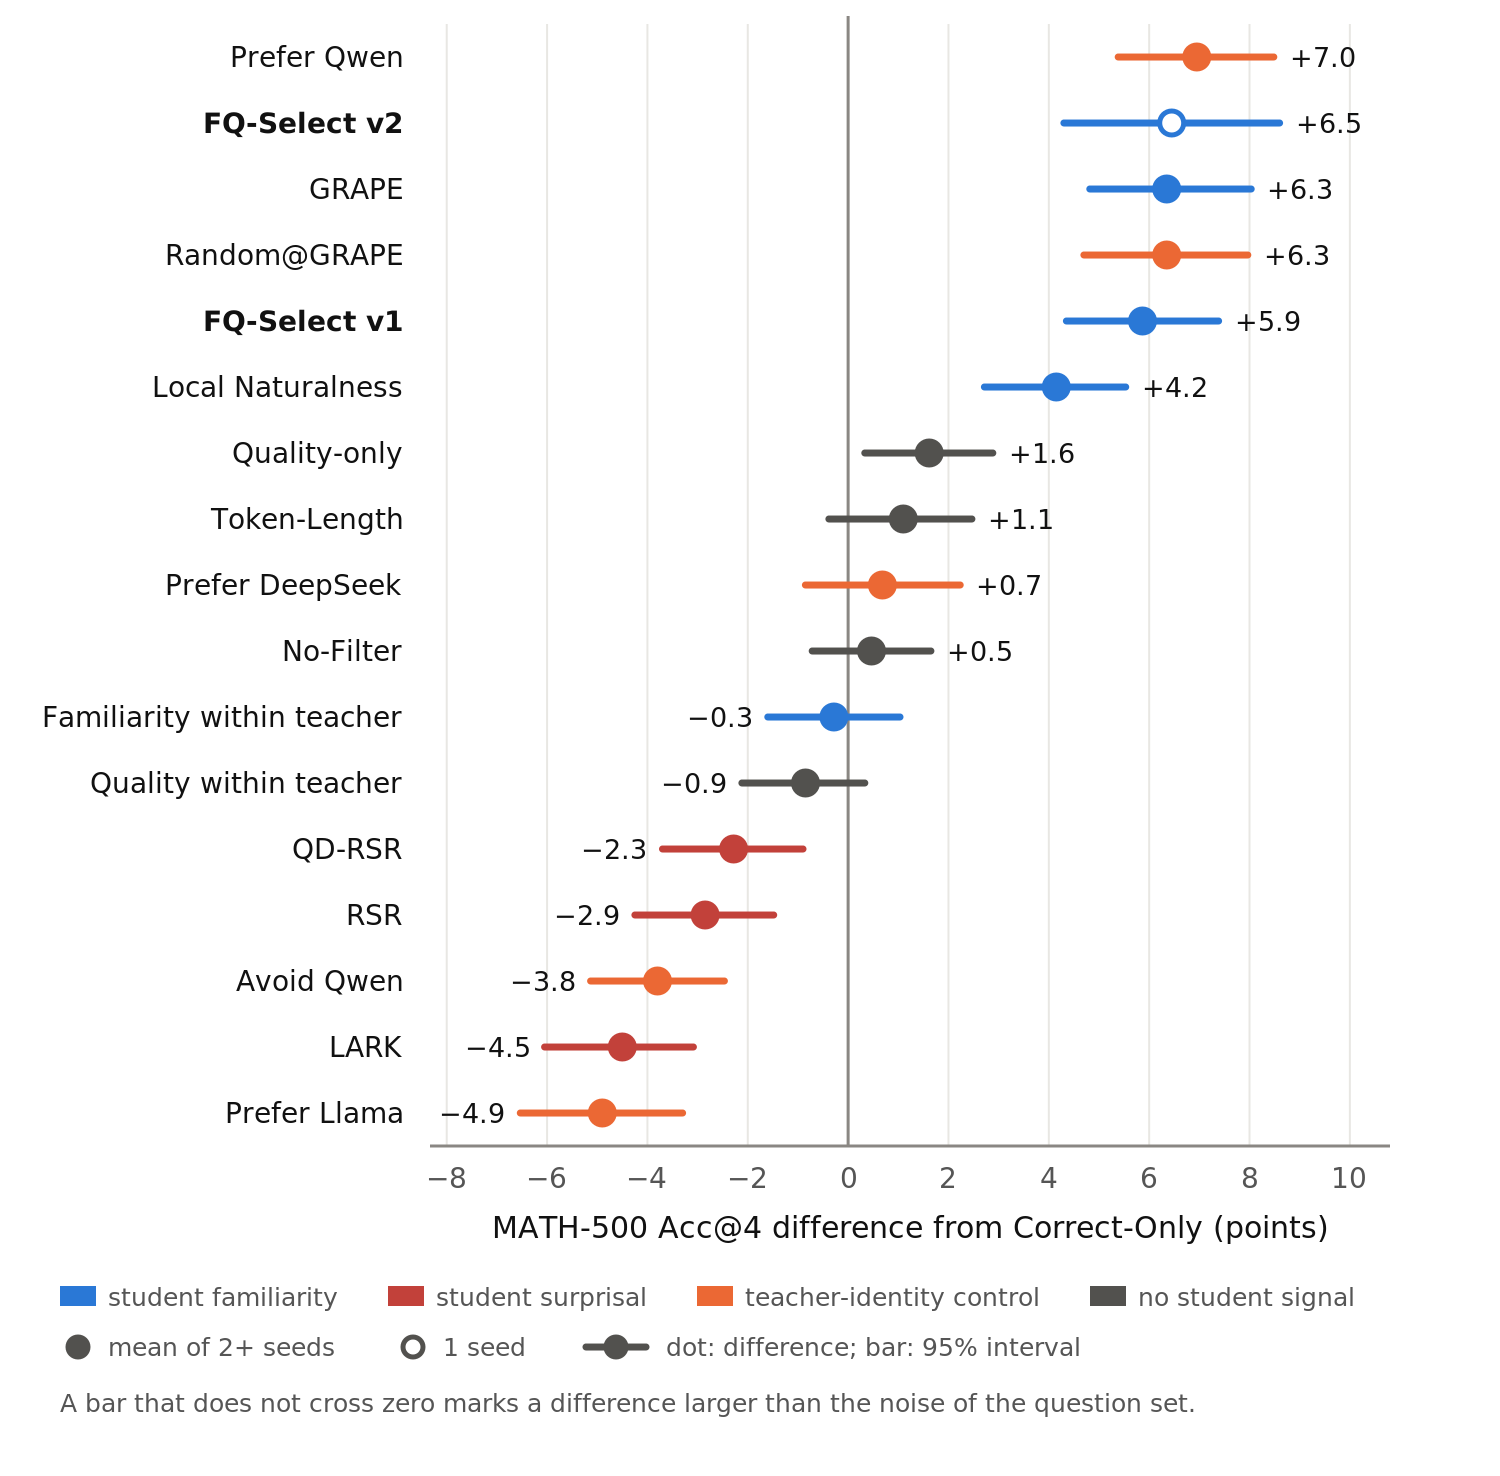 Prefer Qwen +7.0
FQ-Select v2 +6.5
GRAPE +6.3
Random@GRAPE +6.3
FQ-Select v1 +5.9
Local Naturalness +4.2
Quality-only +1.6
Token-Length +1.1
Prefer DeepSeek +0.7
No-Filter +0.5
Familiarity within teacher −0.3
Quality within teacher −0.9
QD-RSR −2.3
RSR −2.9
Avoid Qwen −3.8
LARK −4.5
Prefer Llama −4.9
−8 −6 −4 −2 0 2 4 6 8 10
MATH-500 Acc@4 difference from Correct-Only (points)
student familiarity student surprisal teacher-identity control no student signal
mean of 2+ seeds 1 seed dot: difference; bar: 95% interval
A bar that does not cross zero marks a difference larger than the noise of the question set.